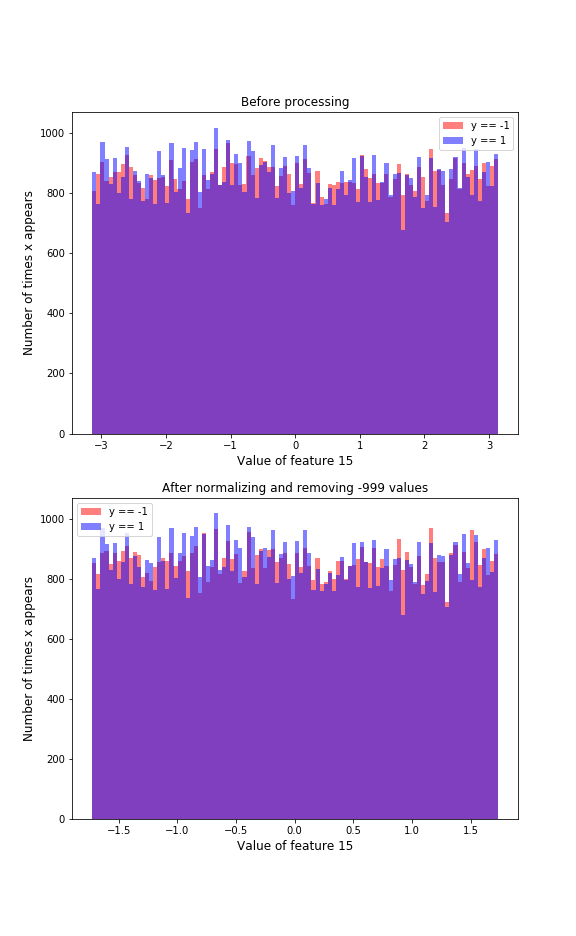 Before processing
y == -1
y == 1
1000
800
600
400
200
0
−3
−2
−1
0
1
2
3
Number of times x appears
Value of feature 15
After normalizing and removing -999 values
y == -1
y == 1
1000
800
600
400
200
0
−1.5
−1.0
−0.5
0.0
0.5
1.0
1.5
Number of times x appears
Value of feature 15